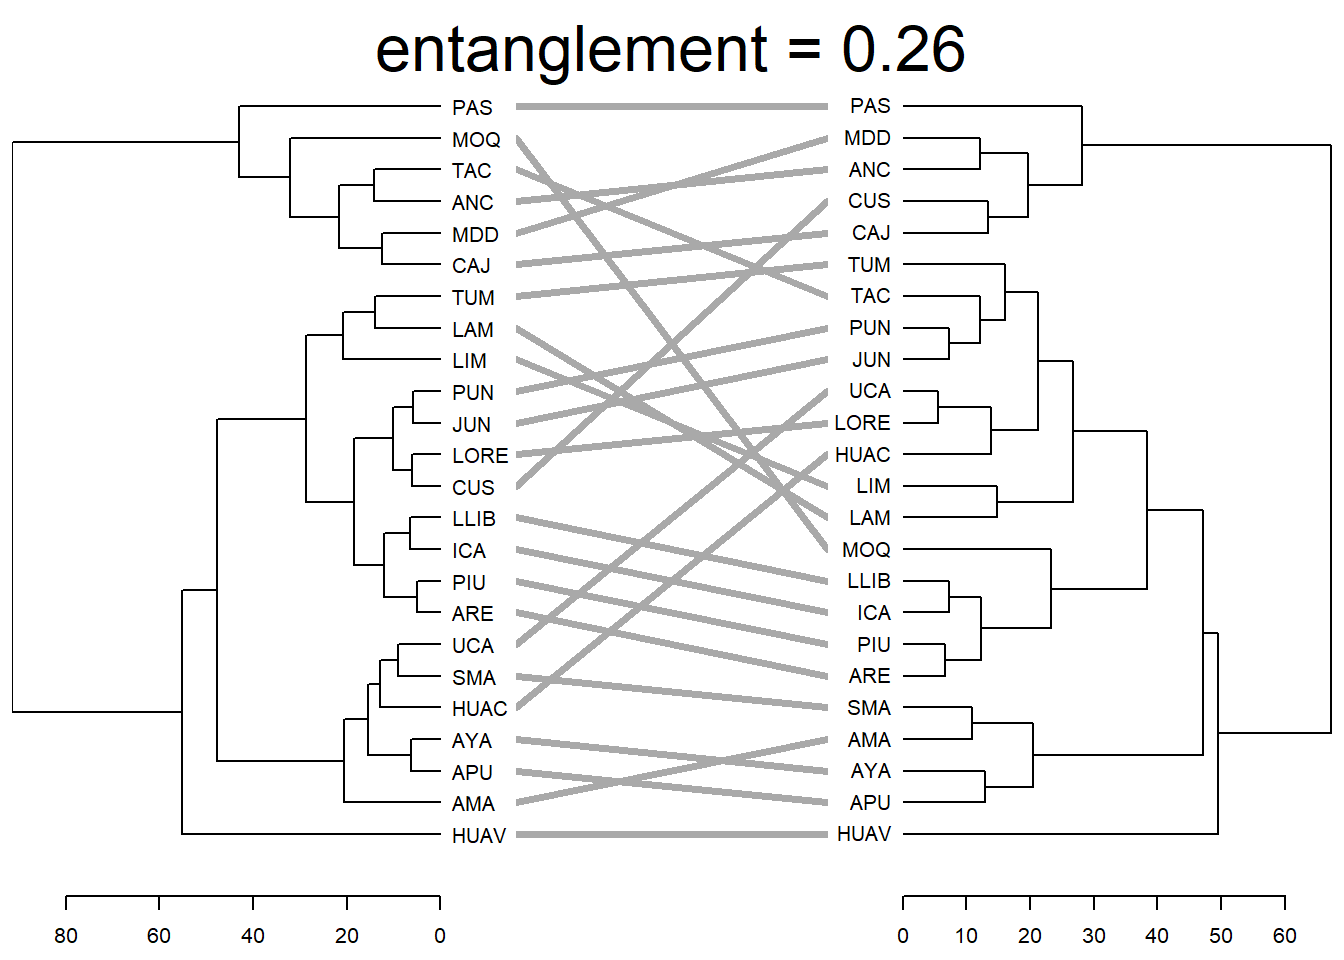 entanglement = 0.26
PAS PAS
MOQ MDD
TAC ANC
ANC CUS
MDD CAJ
CAJ TUM
TUM TAC
LAM PUN
LIM JUN
PUN UCA
JUN LORE
LORE HUAC
CUS LIM
LLIB LAM
ICA MOQ
PIU LLIB
ARE ICA
UCA PIU
SMA ARE
HUAC SMA
AYA AMA
APU AYA
AMA APU
HUAV HUAV
80 60 40 20 0 0 10 20 30 40 50 60